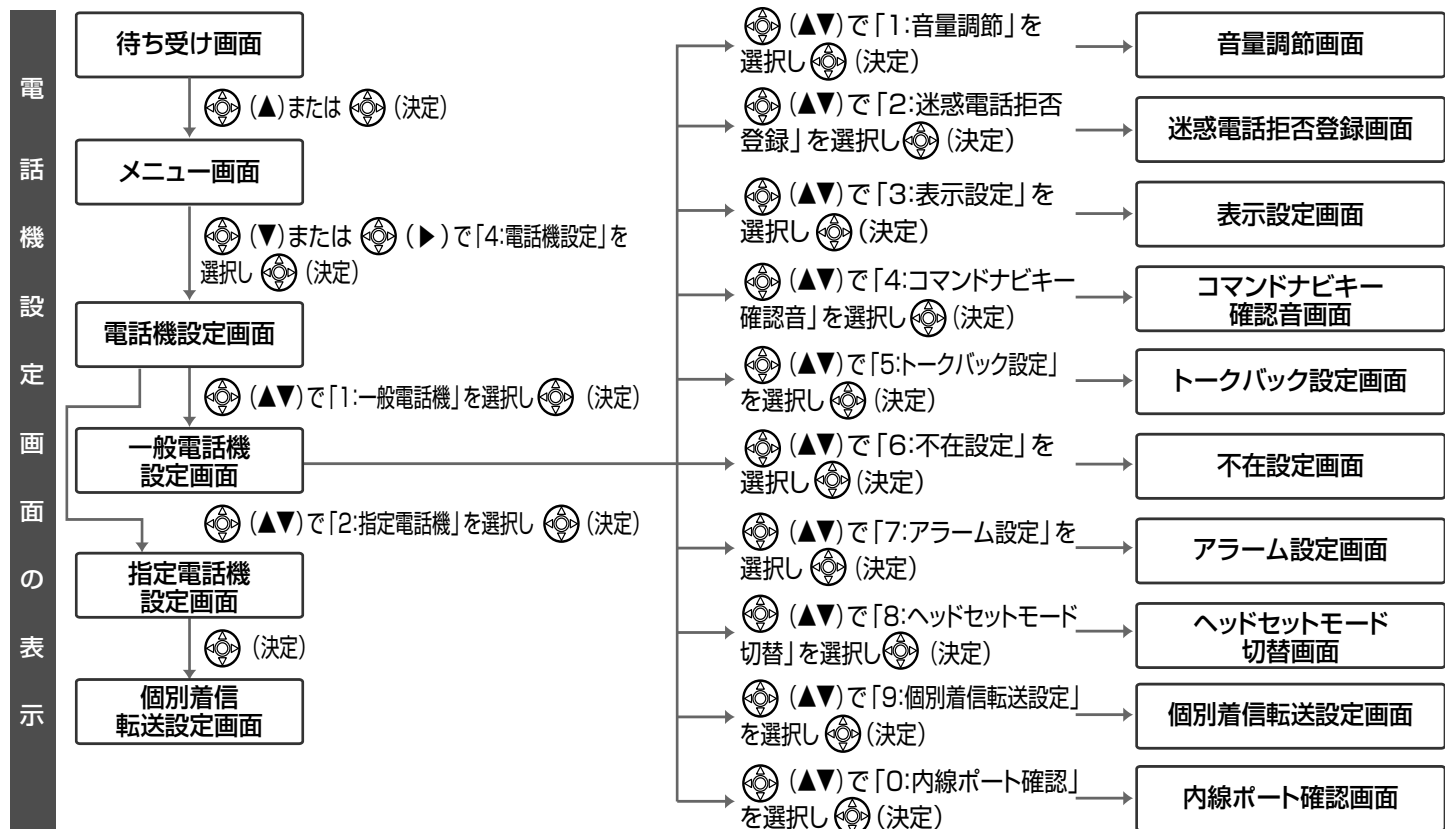 電話機設定画面の表示
待ち受け画面
(▲)または (決定)
メニュー画面
(▼)または (▶)で「4:電話機設定」を
選択し (決定)
電話機設定画面
(▲▼)で「1:一般電話機」を選択し (決定)
一般電話機
設定画面
(▲▼)で「2:指定電話機」を選択し (決定)
指定電話機
設定画面
(決定)
個別着信
転送設定画面
(▲▼)で「1:音量調節」を
選択し (決定)
音量調節画面
(▲▼)で「2:迷惑電話拒否
登録」を選択し (決定)
迷惑電話拒否登録画面
(▲▼)で「3:表示設定」を
選択し (決定)
表示設定画面
(▲▼)で「4:コマンドナビキー
確認音」を選択し (決定)
コマンドナビキー
確認音画面
(▲▼)で「5:トークバック設定」
を選択し (決定)
トークバック設定画面
(▲▼)で「6:不在設定」を
選択し (決定)
不在設定画面
(▲▼)で「7:アラーム設定」を
選択し (決定)
アラーム設定画面
(▲▼)で「8:ヘッドセットモード
切替」を選択し (決定)
ヘッドセットモード
切替画面
(▲▼)で「9:個別着信転送設定」
を選択し (決定)
個別着信転送設定画面
(▲▼)で「0:内線ポート確認」
を選択し (決定)
内線ポート確認画面